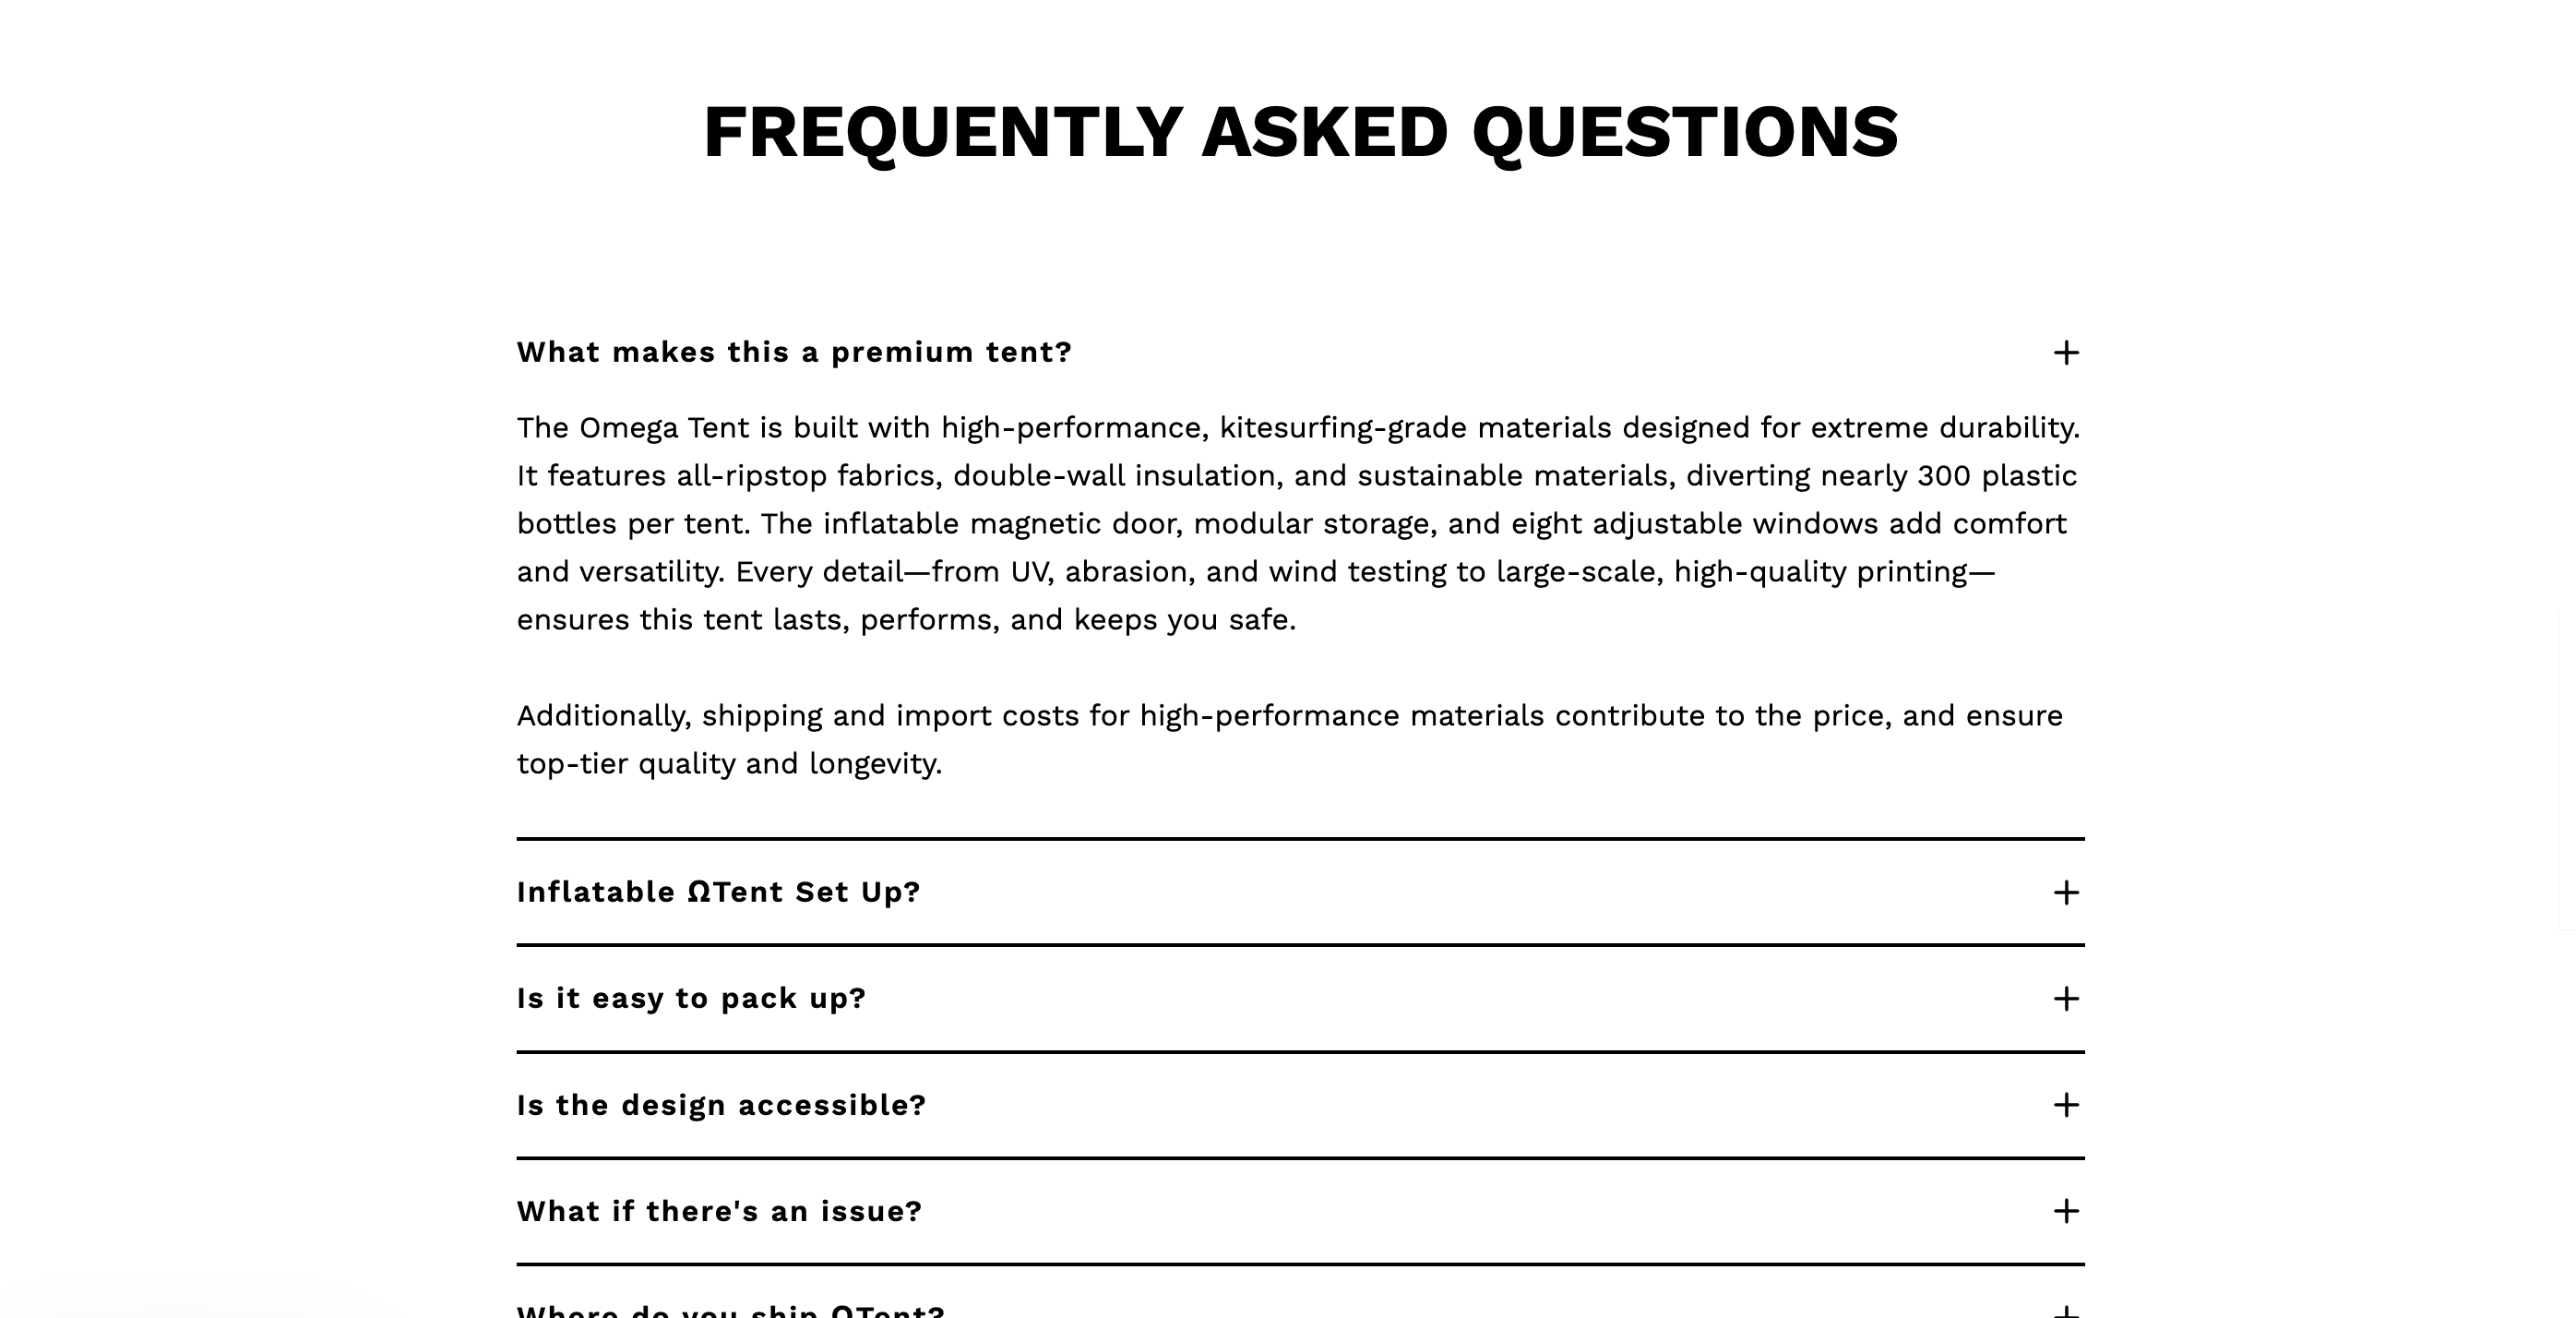 FREQUENTLY ASKED QUESTIONS
What makes this a premium tent?
The Omega Tent is built with high-performance, kitesurfing-grade materials designed for extreme durability.
It features all-ripstop fabrics, double-wall insulation, and sustainable materials, diverting nearly 300 plastic
bottles per tent. The inflatable magnetic door, modular storage, and eight adjustable windows add comfort
and versatility. Every detail—from UV, abrasion, and wind testing to large-scale, high-quality printing—
ensures this tent lasts, performs, and keeps you safe.
Additionally, shipping and import costs for high-performance materials contribute to the price, and ensure
top-tier quality and longevity.
Inflatable ΩTent Set Up?
Is it easy to pack up?
Is the design accessible?
What if there's an issue?
Where do you ship ΩTent?